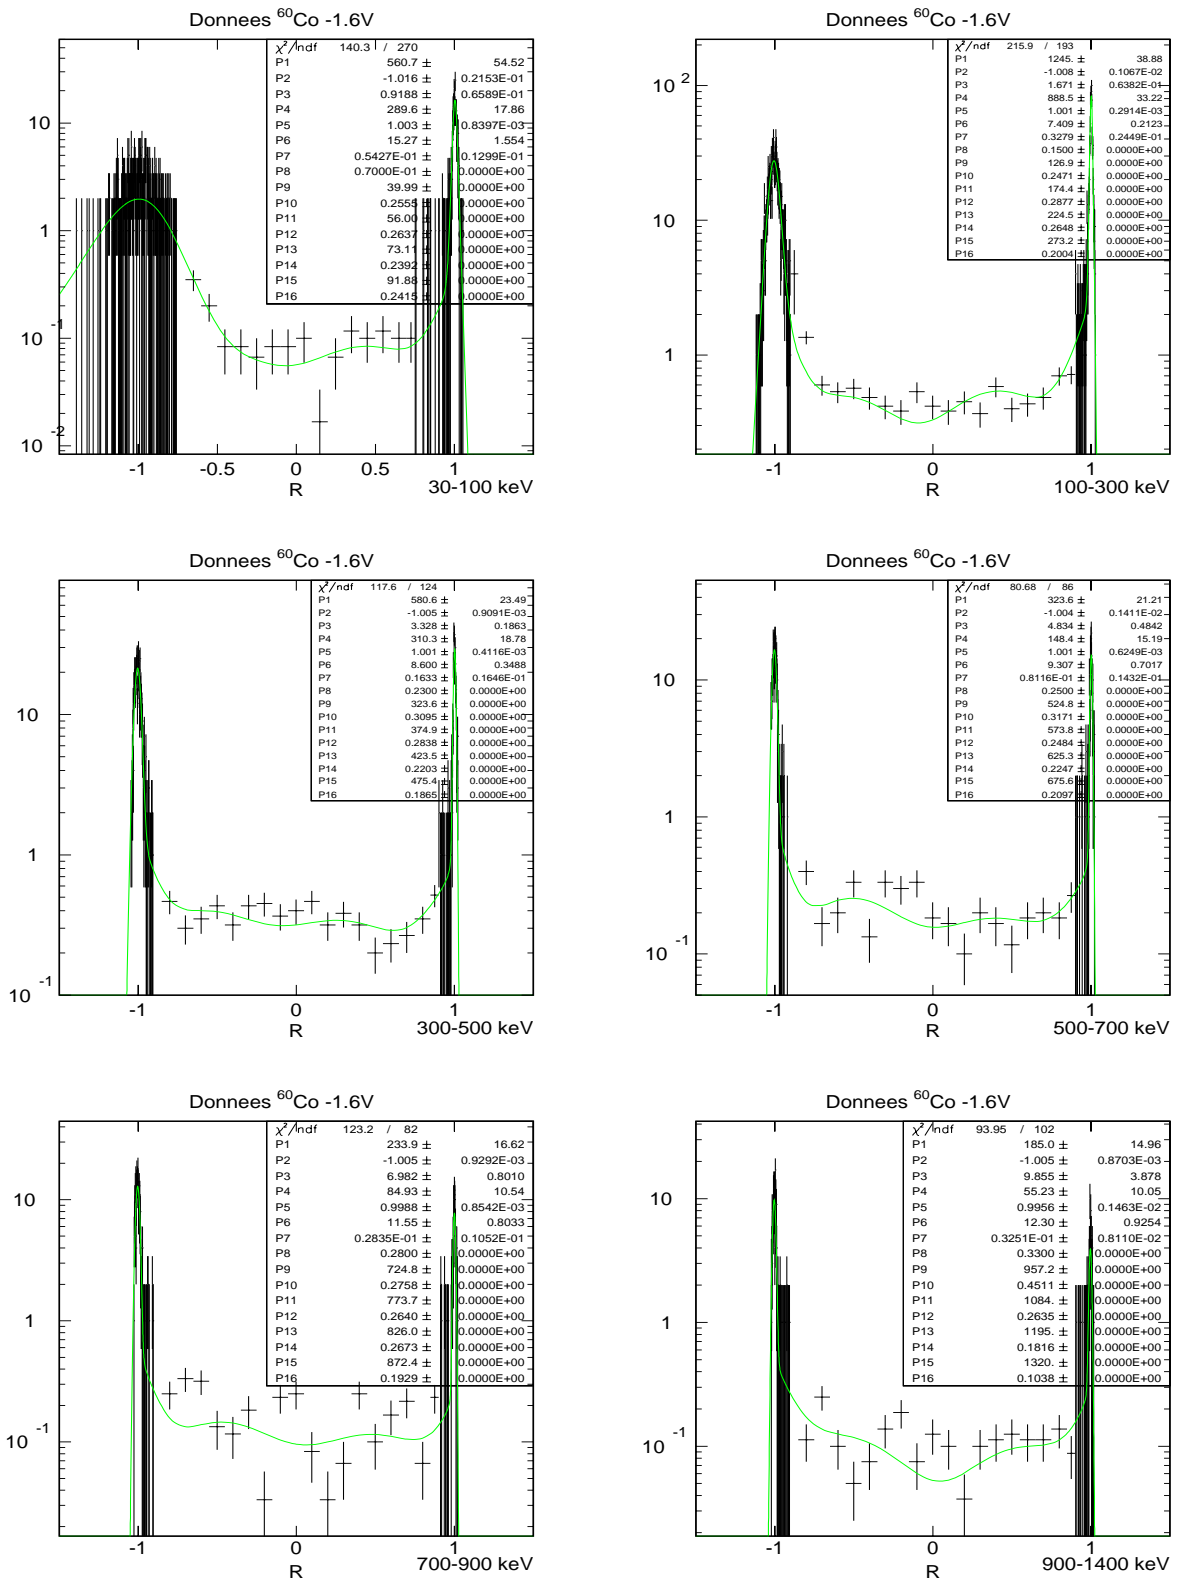 Donnees 60Co -1.6V
χ²/ndf 140.3 / 270
P1 560.7 ± 54.52
P2 -1.016 ± 0.2153E-01
P3 0.9188 ± 0.6589E-01
P4 289.6 ± 17.86
P5 1.003 ± 0.8397E-03
P6 15.27 ± 1.554
P7 0.5427E-01 ± 0.1299E-01
P8 0.7000E-01 ± 0.0000E+00
P9 39.99 ± 0.0000E+00
P10 0.2555 ± 0.0000E+00
P11 56.00 ± 0.0000E+00
P12 0.2637 ± 0.0000E+00
P13 73.11 ± 0.0000E+00
P14 0.2392 ± 0.0000E+00
P15 91.88 ± 0.0000E+00
P16 0.2415 ± 0.0000E+00
10
1
10 -1
10 -2
-1 -0.5 0 0.5 1
R
30-100 keV
Donnees 60Co -1.6V
χ²/ndf 215.9 / 193
P1 1245. ± 38.88
P2 -1.008 ± 0.1067E-02
P3 1.671 ± 0.6382E-01
P4 888.5 ± 33.22
P5 1.001 ± 0.2914E-03
P6 7.409 ± 0.2123
P7 0.3279 ± 0.2449E-01
P8 0.1500 ± 0.0000E+00
P9 126.9 ± 0.0000E+00
P10 0.2471 ± 0.0000E+00
P11 174.4 ± 0.0000E+00
P12 0.2877 ± 0.0000E+00
P13 224.5 ± 0.0000E+00
P14 0.2648 ± 0.0000E+00
P15 273.2 ± 0.0000E+00
P16 0.2004 ± 0.0000E+00
10 2
10
1
-1 0 1
R
100-300 keV
Donnees 60Co -1.6V
χ²/ndf 117.6 / 124
P1 580.6 ± 23.49
P2 -1.005 ± 0.9091E-03
P3 3.328 ± 0.1863
P4 310.3 ± 18.78
P5 1.001 ± 0.4116E-03
P6 8.600 ± 0.3488
P7 0.1633 ± 0.1646E-01
P8 0.2300 ± 0.0000E+00
P9 323.6 ± 0.0000E+00
P10 0.3095 ± 0.0000E+00
P11 374.9 ± 0.0000E+00
P12 0.2838 ± 0.0000E+00
P13 423.5 ± 0.0000E+00
P14 0.2203 ± 0.0000E+00
P15 475.4 ± 0.0000E+00
P16 0.1865 ± 0.0000E+00
10
1
10 -1
-1 0 1
R
300-500 keV
Donnees 60Co -1.6V
χ²/ndf 80.68 / 86
P1 323.6 ± 21.21
P2 -1.004 ± 0.1411E-02
P3 4.834 ± 0.4842
P4 148.4 ± 15.19
P5 1.001 ± 0.6249E-03
P6 9.307 ± 0.7017
P7 0.8116E-01 ± 0.1432E-01
P8 0.2500 ± 0.0000E+00
P9 524.8 ± 0.0000E+00
P10 0.3171 ± 0.0000E+00
P11 573.8 ± 0.0000E+00
P12 0.2484 ± 0.0000E+00
P13 625.3 ± 0.0000E+00
P14 0.2247 ± 0.0000E+00
P15 675.6 ± 0.0000E+00
P16 0.2097 ± 0.0000E+00
10
1
10 -1
-1 0 1
R
500-700 keV
Donnees 60Co -1.6V
χ²/ndf 123.2 / 82
P1 233.9 ± 16.62
P2 -1.005 ± 0.9292E-03
P3 6.982 ± 0.8010
P4 84.93 ± 10.54
P5 0.9988 ± 0.8542E-03
P6 11.55 ± 0.8033
P7 0.2835E-01 ± 0.1052E-01
P8 0.2800 ± 0.0000E+00
P9 724.8 ± 0.0000E+00
P10 0.2758 ± 0.0000E+00
P11 773.7 ± 0.0000E+00
P12 0.2640 ± 0.0000E+00
P13 826.0 ± 0.0000E+00
P14 0.2673 ± 0.0000E+00
P15 872.4 ± 0.0000E+00
P16 0.1929 ± 0.0000E+00
10
1
10 -1
-1 0 1
R
700-900 keV
Donnees 60Co -1.6V
χ²/ndf 93.95 / 102
P1 185.0 ± 14.96
P2 -1.005 ± 0.8703E-03
P3 9.855 ± 3.878
P4 55.23 ± 10.05
P5 0.9956 ± 0.1463E-02
P6 12.30 ± 0.9254
P7 0.3251E-01 ± 0.8110E-02
P8 0.3300 ± 0.0000E+00
P9 957.2 ± 0.0000E+00
P10 0.4511 ± 0.0000E+00
P11 1084. ± 0.0000E+00
P12 0.2635 ± 0.0000E+00
P13 1195. ± 0.0000E+00
P14 0.1816 ± 0.0000E+00
P15 1320. ± 0.0000E+00
P16 0.1038 ± 0.0000E+00
10
1
10 -1
-1 0 1
R
900-1400 keV